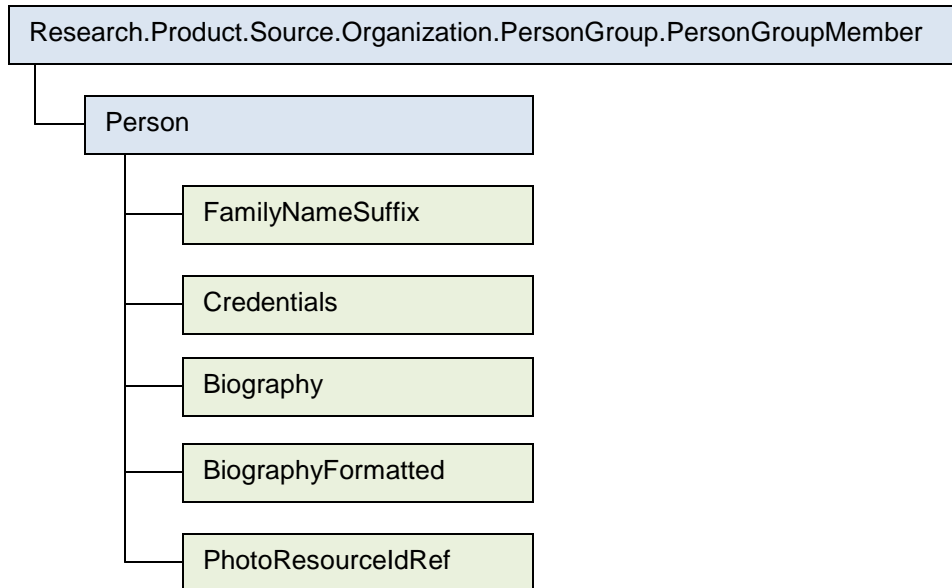 Research.Product.Source.Organization.PersonGroup.PersonGroupMember
Person
FamilyNameSuffix
Credentials
Biography
BiographyFormatted
PhotoResourceIdRef